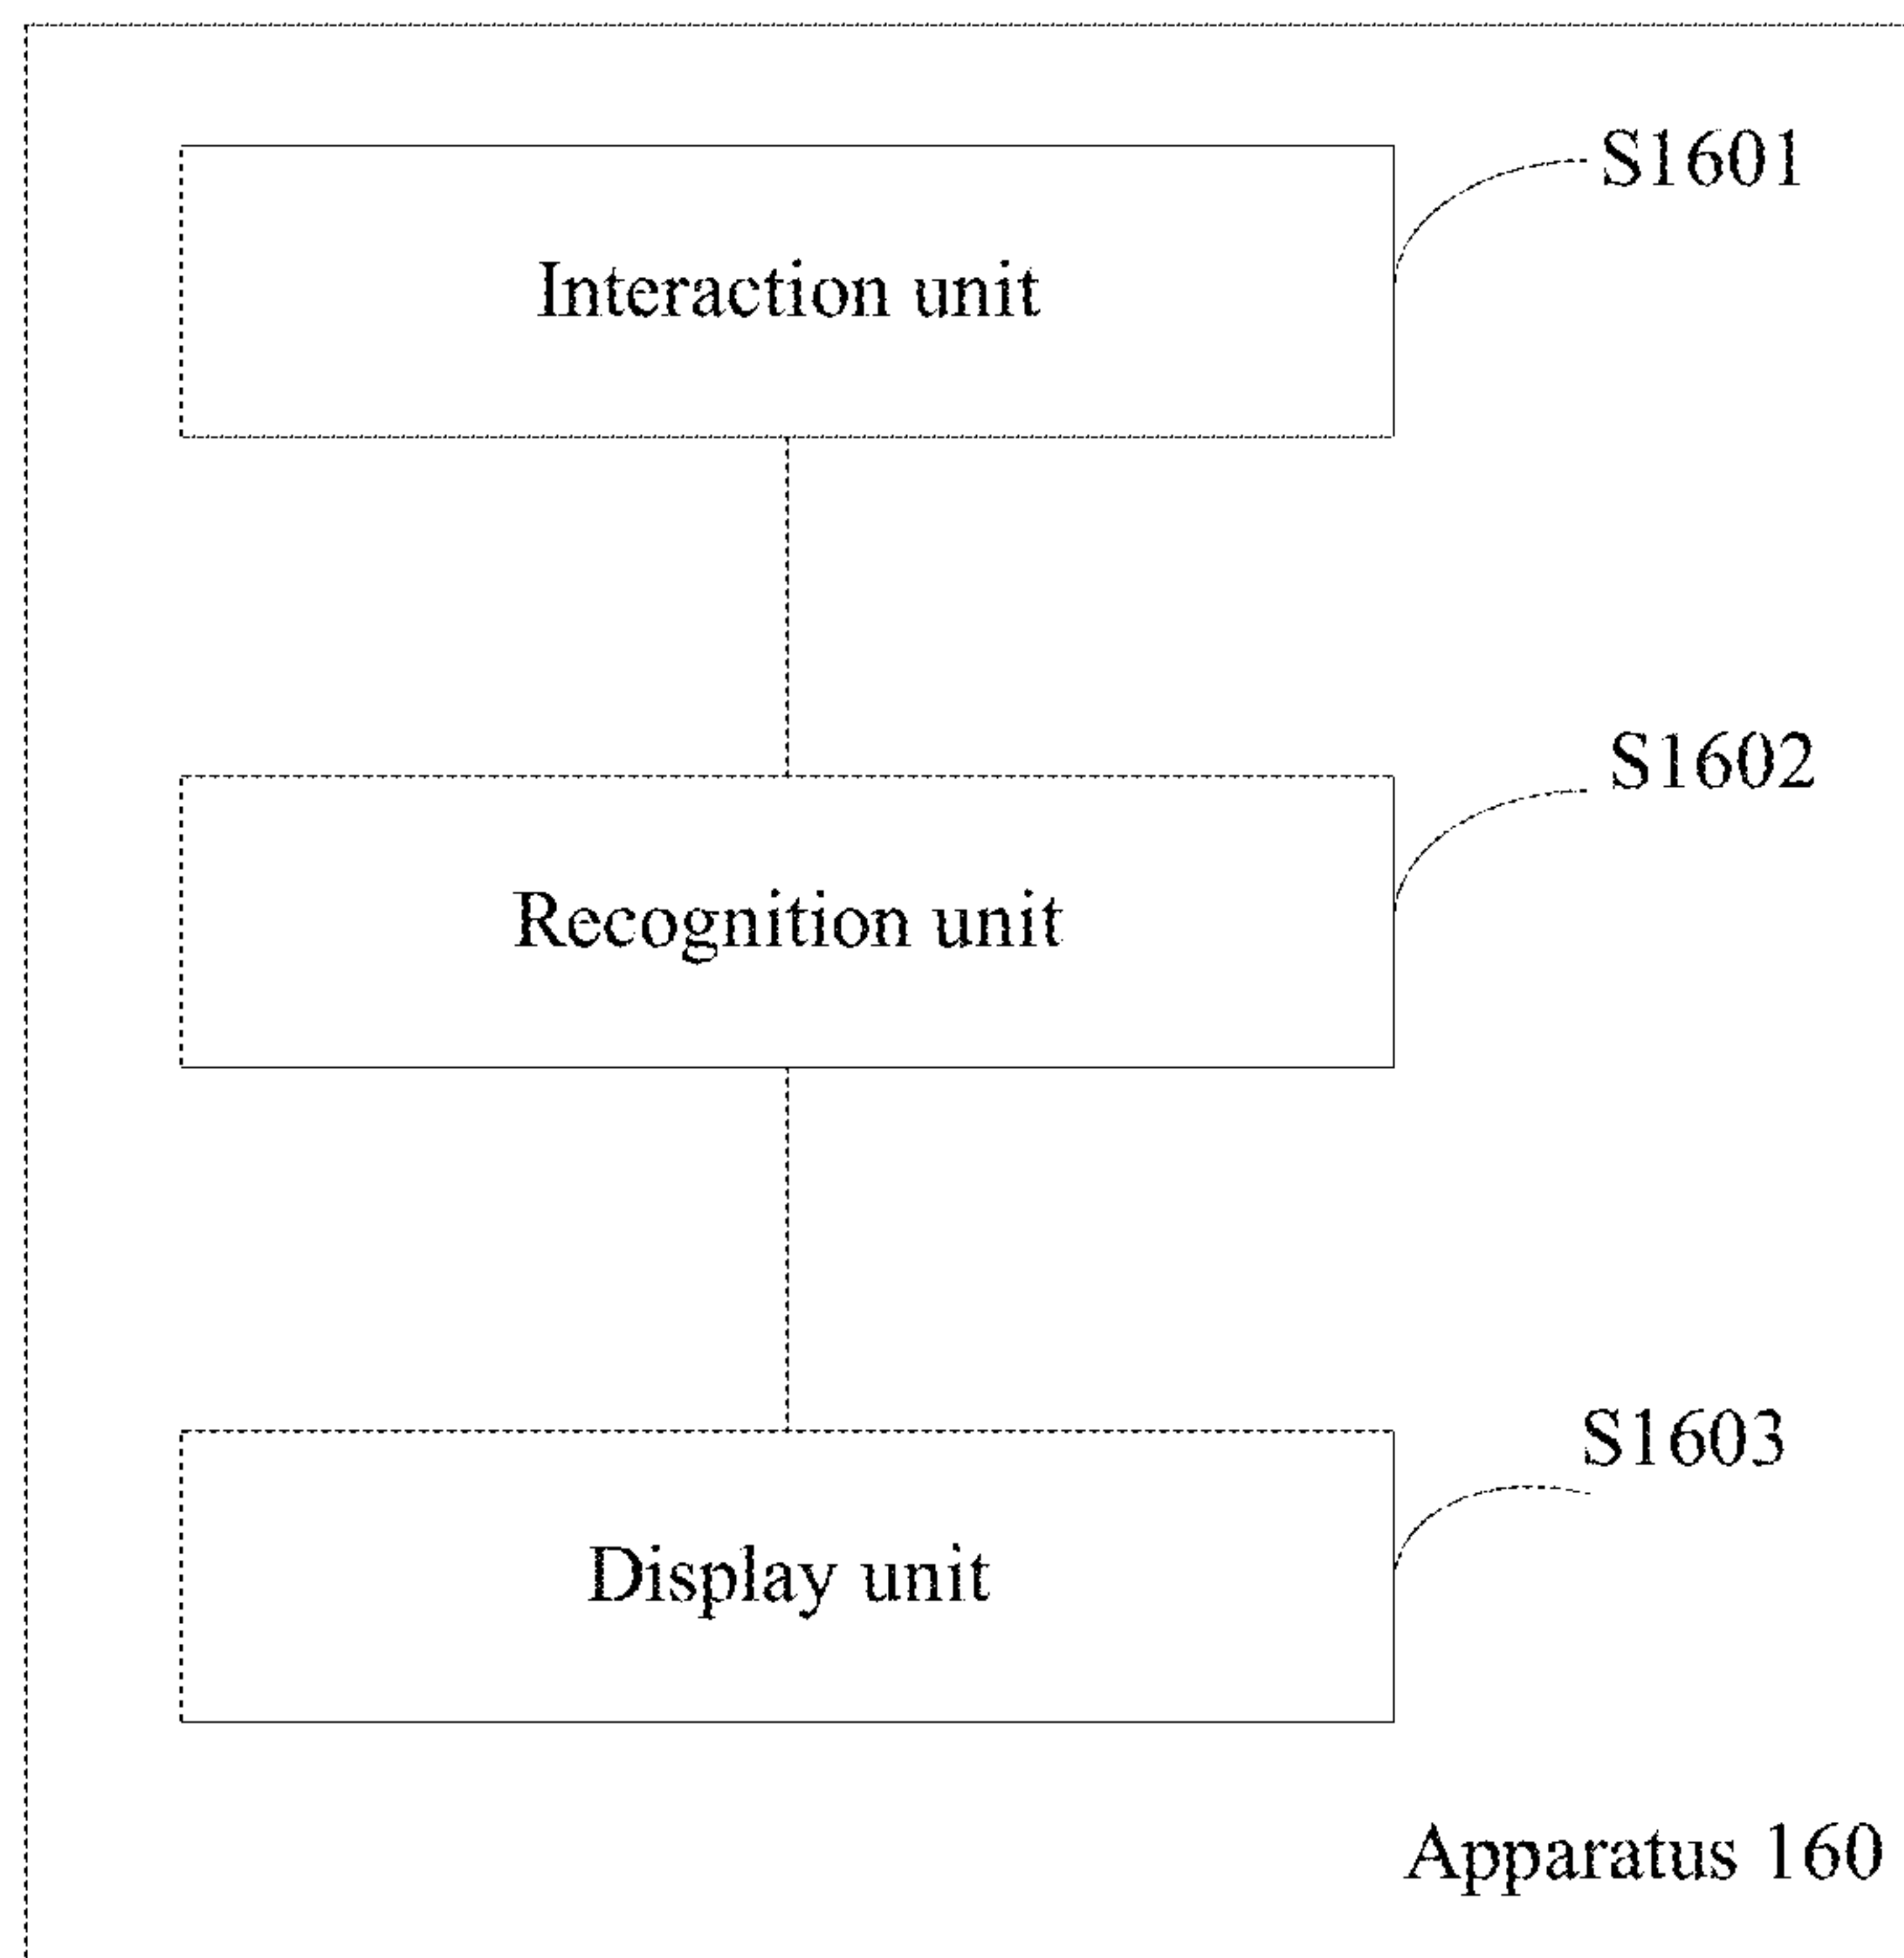 S1601
Interaction unit
S1602
Recognition unit
S1603
Display unit
Apparatus 160